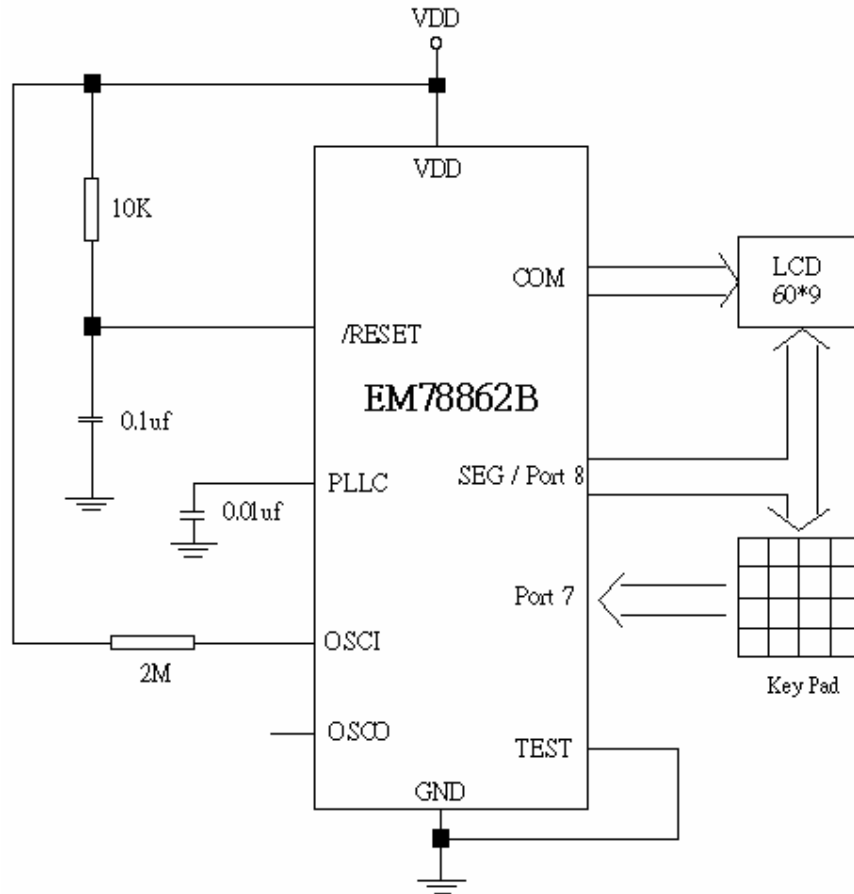 VDD
VDD
10K
COM
LCD
60*9
/RESET
EM78862B
0.1uf
PLLC
SEG / Port 8
0.01uf
Port 7
OSCI
2M
Key Pad
OSCO
TEST
GND